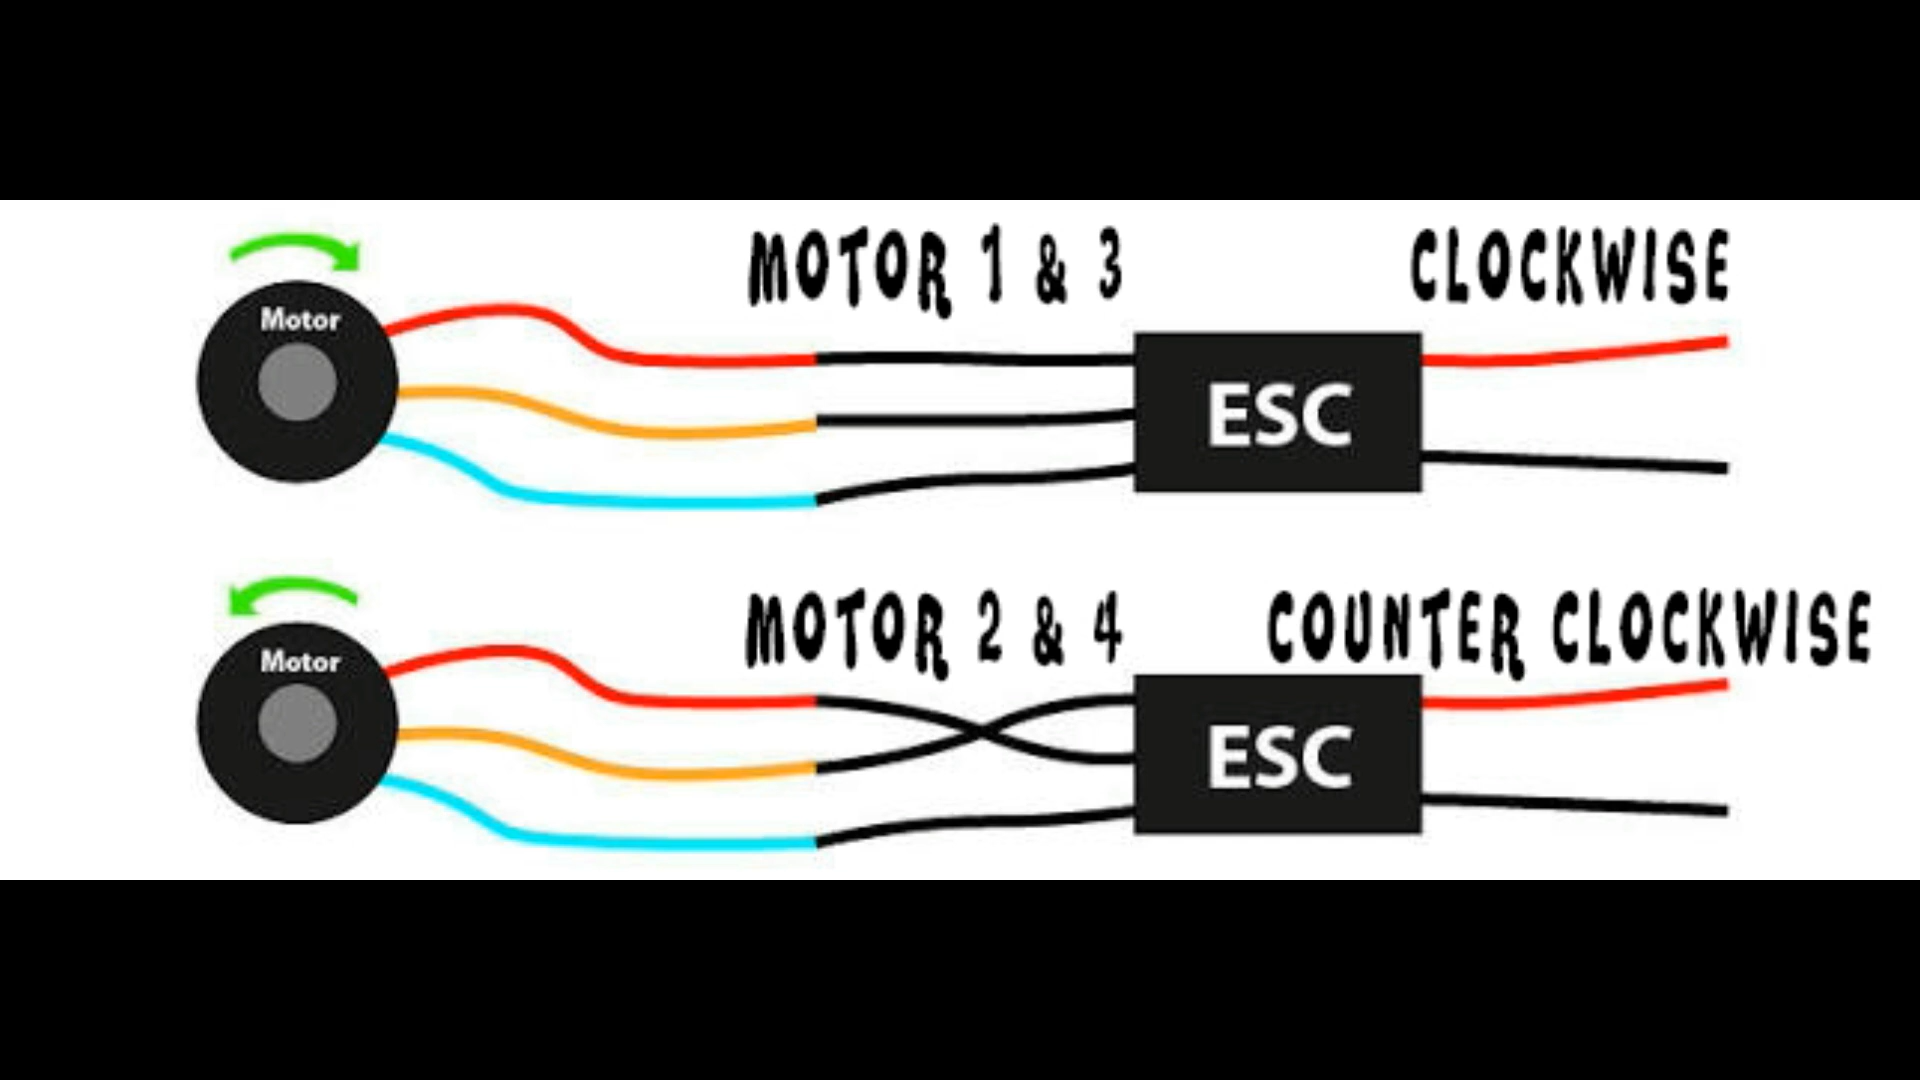 MOTOR 1 & 3 CLOCKWISE
Motor
ESC
MOTOR 2 & 4 COUNTER CLOCKWISE
Motor
ESC